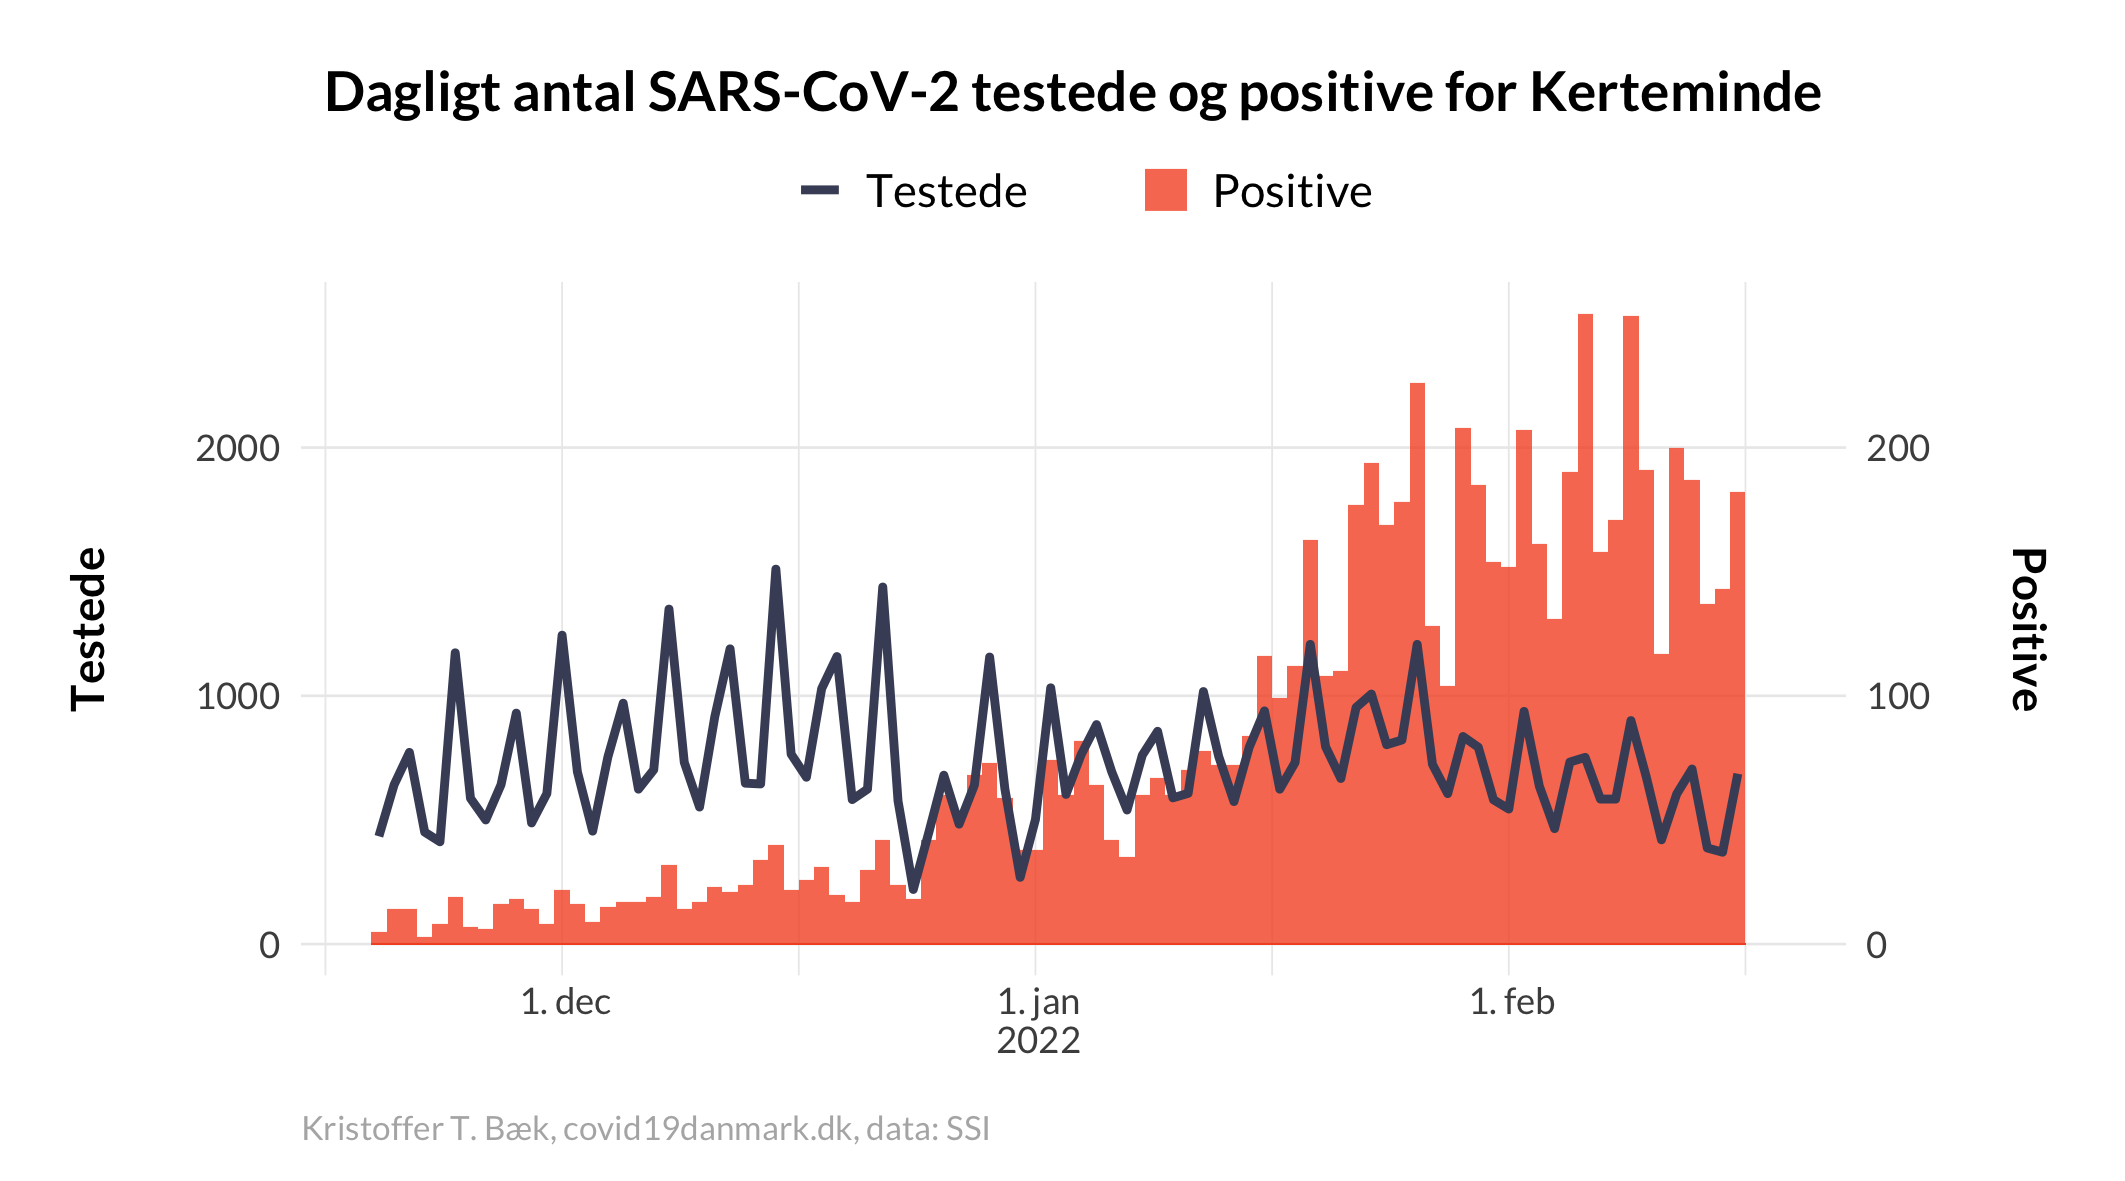 Dagligt antal SARS-CoV-2 testede og positive for Kerteminde
Testede
Positive
Testede
Positive
2000
1000
0
200
100
0
1. dec
1. jan
2022
1. feb
Kristoffer T. Bæk, covid19danmark.dk, data: SSI